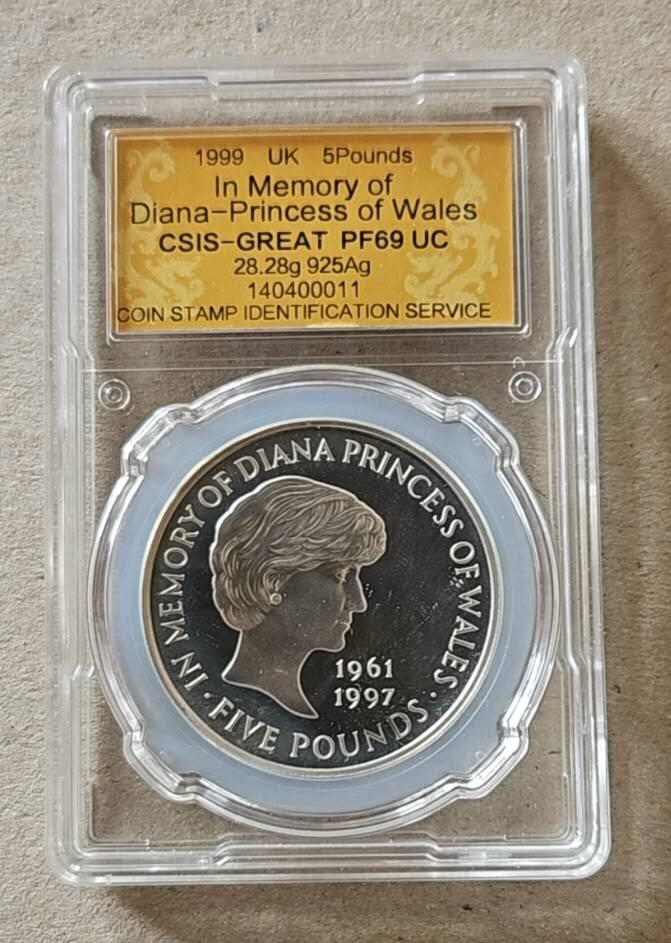 1999 UK 5Pounds
In Memory of
Diana-Princess of Wales
CSIS-GREAT PF69 UC
28.28g 925Ag
140400011
COIN STAMP IDENTIFICATION SERVICE
IN MEMORY OF DIANA PRINCESS OF WALES
1961
1997
· FIVE POUNDS ·